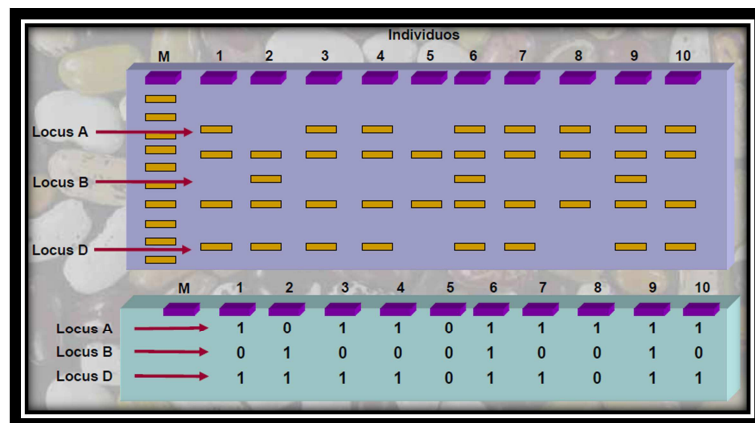 Individuos
M 1 2 3 4 5 6 7 8 9 10
Locus A
Locus B
Locus D
M 1 2 3 4 5 6 7 8 9 10
Locus A 1 0 1 1 0 1 1 1 1 1
Locus B 0 1 0 0 0 1 0 0 1 0
Locus D 1 1 1 1 0 1 1 0 1 1